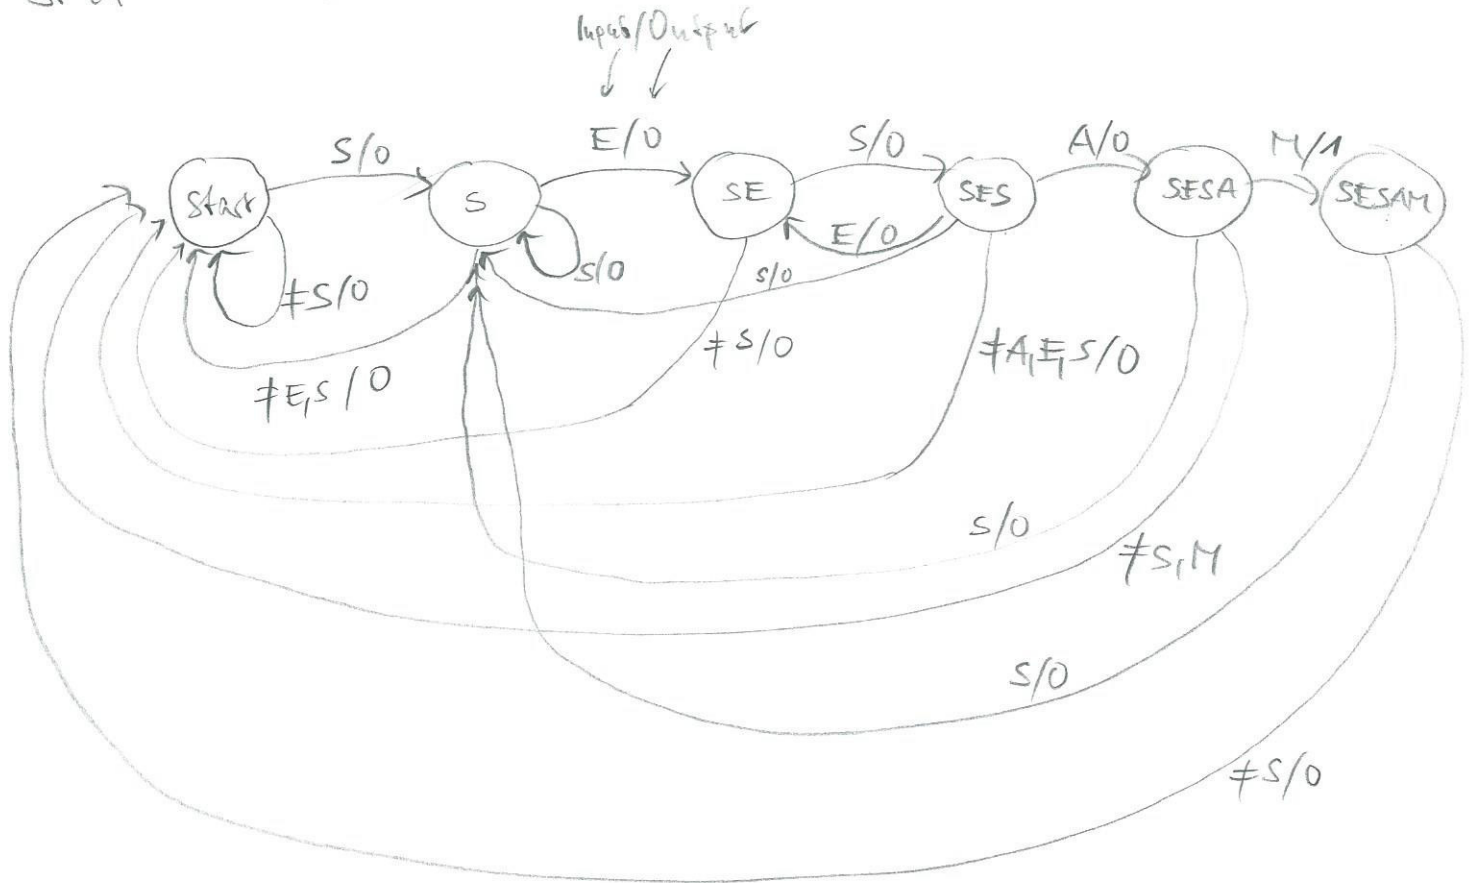 Input/Output
S/0 E/0 S/0 A/0 M/1
Start S SE SES SESA SESAM
E/0
S/0 S/0
≠S/0
≠S/0 ≠A,E,S/0
≠E,S/0
S/0
≠S,M
S/0
≠S/0